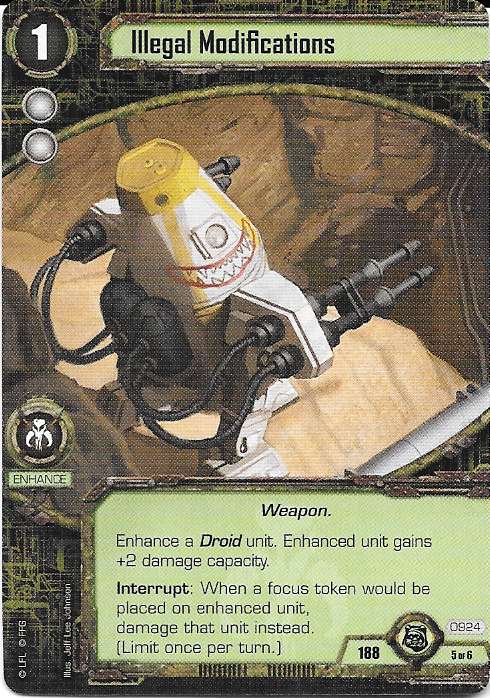 1
Illegal Modifications
ENHANCE
Weapon.
Enhance a Droid unit. Enhanced unit gains
+2 damage capacity.
Interrupt: When a focus token would be
placed on enhanced unit,
damage that unit instead.
(Limit once per turn.)
188
0924
5 of 6
© LFL © FFG
Illus. Jeff Lee Johnson